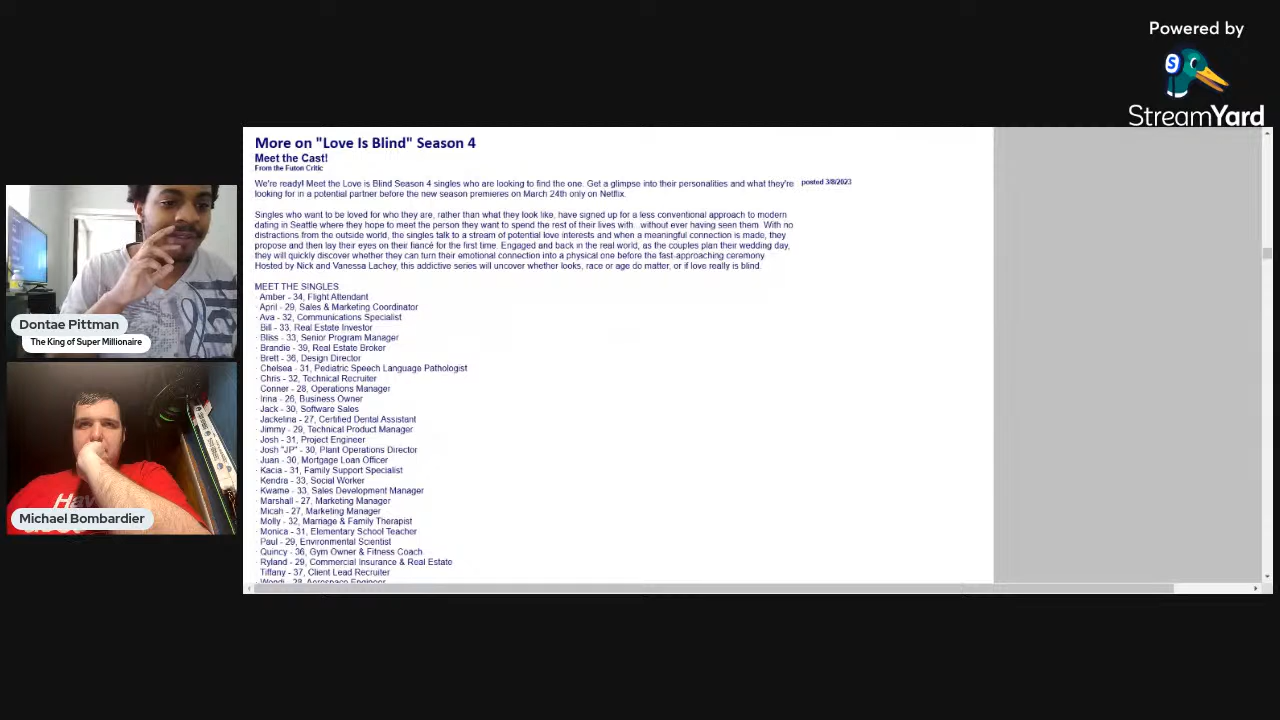 Powered by
S
StreamYard
More on "Love Is Blind" Season 4
Meet the Cast!
From the Futon Critic
We're ready! Meet the Love is Blind Season 4 singles who are looking to find the one. Get a glimpse into their personalities and what they're posted 3/8/2023
looking for in a potential partner before the new season premieres on March 24th only on Netflix.
Singles who want to be loved for who they are, rather than what they look like, have signed up for a less conventional approach to modern
dating in Seattle where they hope to meet the person they want to spend the rest of their lives with...without ever having seen them. With no
distractions from the outside world, the singles talk to a stream of potential love interests and when a meaningful connection is made, they
propose and then lay their eyes on their fiancé for the first time. Engaged and back in the real world, as the couples plan their wedding day,
they will quickly discover whether they can turn their emotional connection into a physical one before the fast-approaching ceremony.
Hosted by Nick and Vanessa Lachey, this addictive series will uncover whether looks, race or age do matter, or if love really is blind.
MEET THE SINGLES
· Amber - 34, Flight Attendant
· April - 29, Sales & Marketing Coordinator
· Ava - 32, Communications Specialist
· Bill - 33, Real Estate Investor
· Bliss - 33, Senior Program Manager
· Brandie - 39, Real Estate Broker
· Brett - 36, Design Director
· Chelsea - 31, Pediatric Speech Language Pathologist
· Chris - 32, Technical Recruiter
· Conner - 28, Operations Manager
· Irina - 26, Business Owner
· Jack - 30, Software Sales
· Jackelina - 27, Certified Dental Assistant
· Jimmy - 29, Technical Product Manager
· Josh - 31, Project Engineer
· Josh "JP" - 30, Plant Operations Director
· Juan - 30, Mortgage Loan Officer
· Kacia - 31, Family Support Specialist
· Kendra - 33, Social Worker
· Kwame - 33, Sales Development Manager
· Marshall - 27, Marketing Manager
· Micah - 27, Marketing Manager
· Molly - 32, Marriage & Family Therapist
· Monica - 31, Elementary School Teacher
· Paul - 29, Environmental Scientist
· Quincy - 36, Gym Owner & Fitness Coach
· Ryland - 29, Commercial Insurance & Real Estate
· Tiffany - 37, Client Lead Recruiter
· Wendi - 28, Aerospace Engineer
Dontae Pittman
The King of Super Millionaire
Michael Bombardier